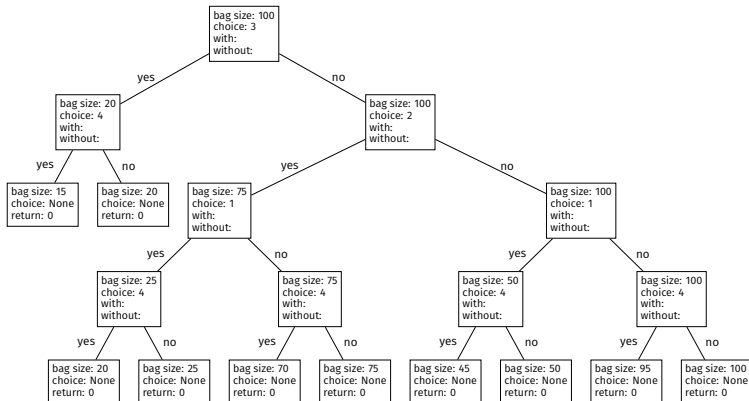 bag size: 100
choice: 3
with:
without:
yes
no
bag size: 20
choice: 4
with:
without:
bag size: 100
choice: 2
with:
without:
yes
no
yes
no
bag size: 15
choice: None
return: 0
bag size: 20
choice: None
return: 0
bag size: 75
choice: 1
with:
without:
bag size: 100
choice: 1
with:
without:
yes
no
yes
no
bag size: 25
choice: 4
with:
without:
bag size: 75
choice: 4
with:
without:
bag size: 50
choice: 4
with:
without:
bag size: 100
choice: 4
with:
without:
yes
no
yes
no
yes
no
yes
no
bag size: 20
choice: None
return: 0
bag size: 25
choice: None
return: 0
bag size: 70
choice: None
return: 0
bag size: 75
choice: None
return: 0
bag size: 45
choice: None
return: 0
bag size: 50
choice: None
return: 0
bag size: 95
choice: None
return: 0
bag size: 100
choice: None
return: 0